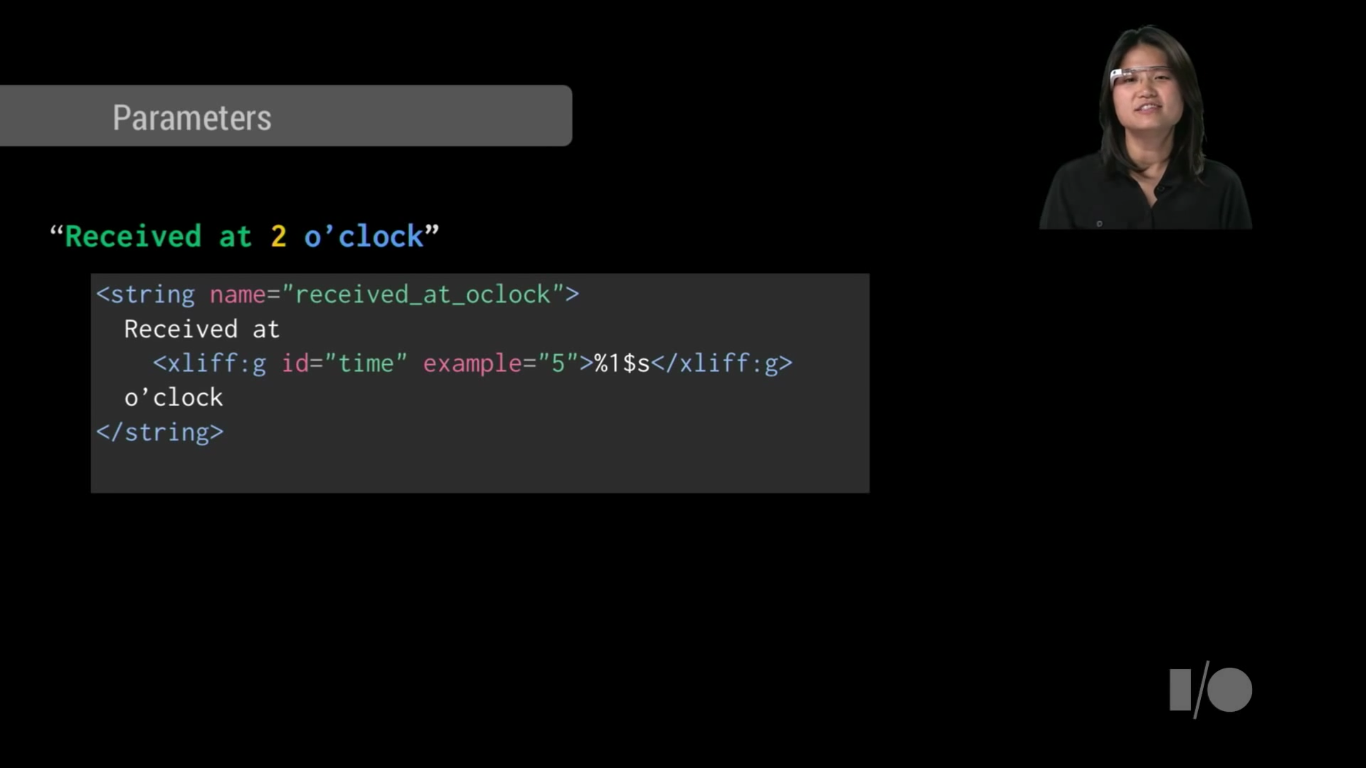 Parameters
“Received at 2 o’clock”
<string name="received_at_oclock">
Received at
<xliff:g id="time" example="5">%1$s</xliff:g>
o’clock
</string>
I/O